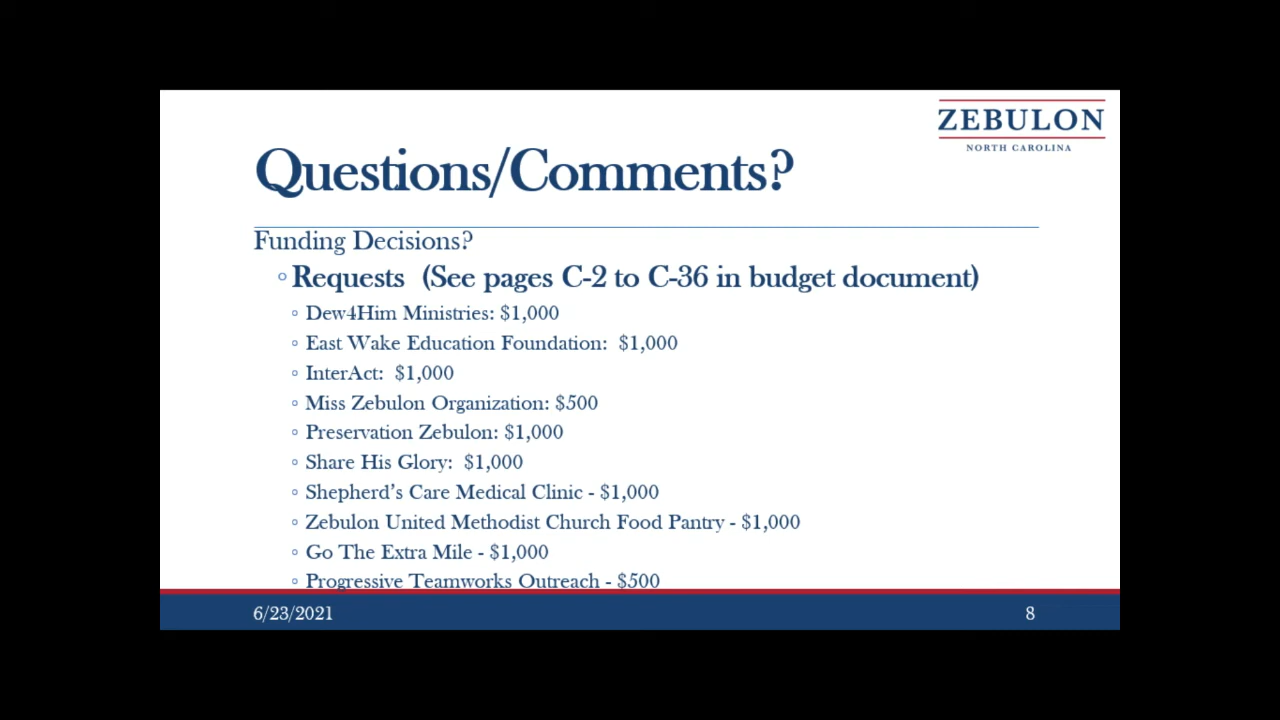 ZEBULON
NORTH CAROLINA
Questions/Comments?
Funding Decisions?
Requests (See pages C-2 to C-36 in budget document)
Dew4Him Ministries: $1,000
East Wake Education Foundation: $1,000
InterAct: $1,000
Miss Zebulon Organization: $500
Preservation Zebulon: $1,000
Share His Glory: $1,000
Shepherd's Care Medical Clinic - $1,000
Zebulon United Methodist Church Food Pantry - $1,000
Go The Extra Mile - $1,000
Progressive Teamworks Outreach - $500
6/23/2021
8